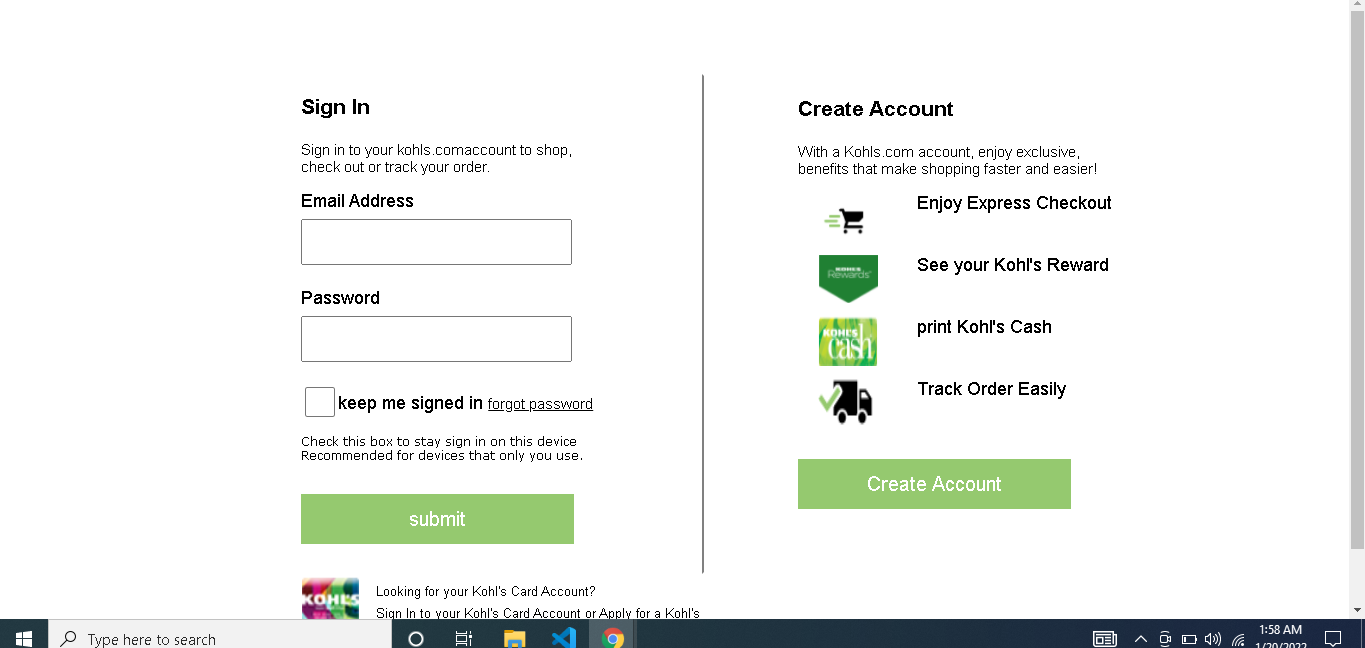 Sign In
Sign in to your kohls.comaccount to shop,
check out or track your order.
Email Address
Password
keep me signed in forgot password
Check this box to stay sign in on this device
Recommended for devices that only you use.
submit
KOHL'S
Looking for your Kohl's Card Account?
Sign In to your Kohl's Card Account or Apply for a Kohl's
Create Account
With a Kohls.com account, enjoy exclusive,
benefits that make shopping faster and easier!
Enjoy Express Checkout
KOHL'S
Rewards
See your Kohl's Reward
KOHL'S
cash
print Kohl's Cash
Track Order Easily
Create Account
Type here to search
1:58 AM
1/20/2022